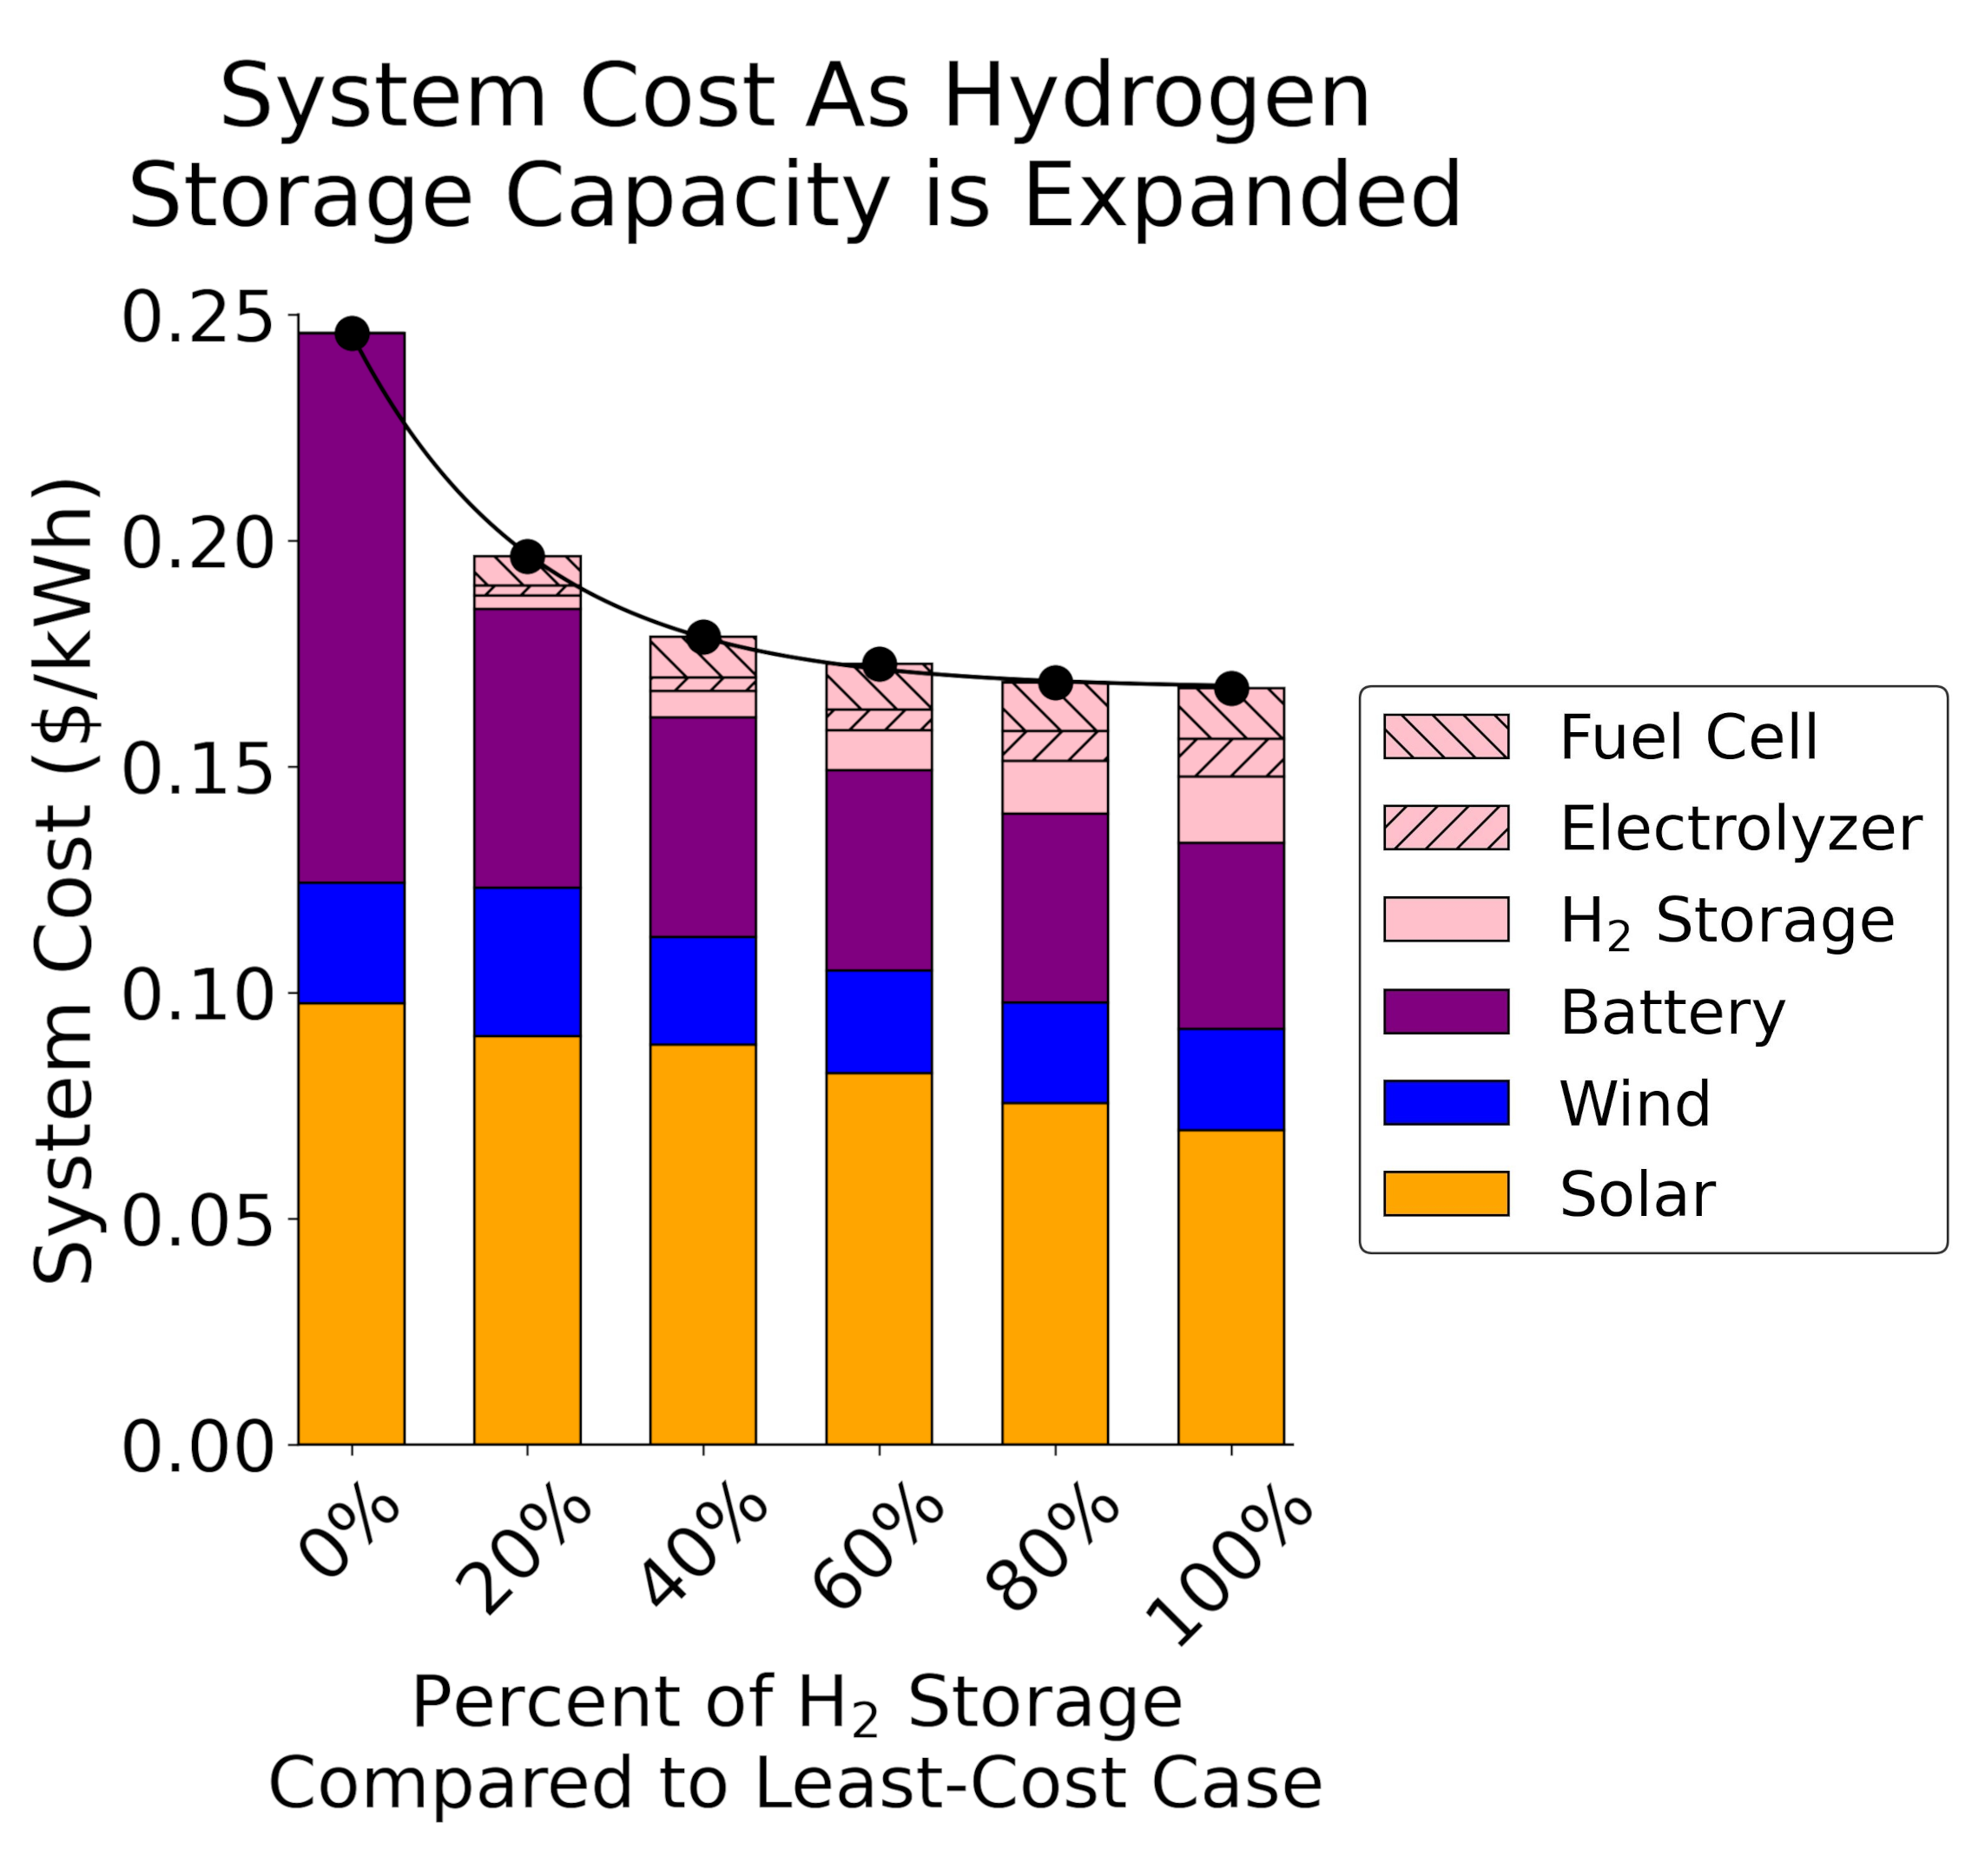 System Cost As Hydrogen
Storage Capacity is Expanded
System Cost ($/kWh)
0.25
0.20
0.15
0.10
0.05
0.00
0%
20%
40%
60%
80%
100%
Percent of H₂ Storage
Compared to Least-Cost Case
Fuel Cell
Electrolyzer
H₂ Storage
Battery
Wind
Solar